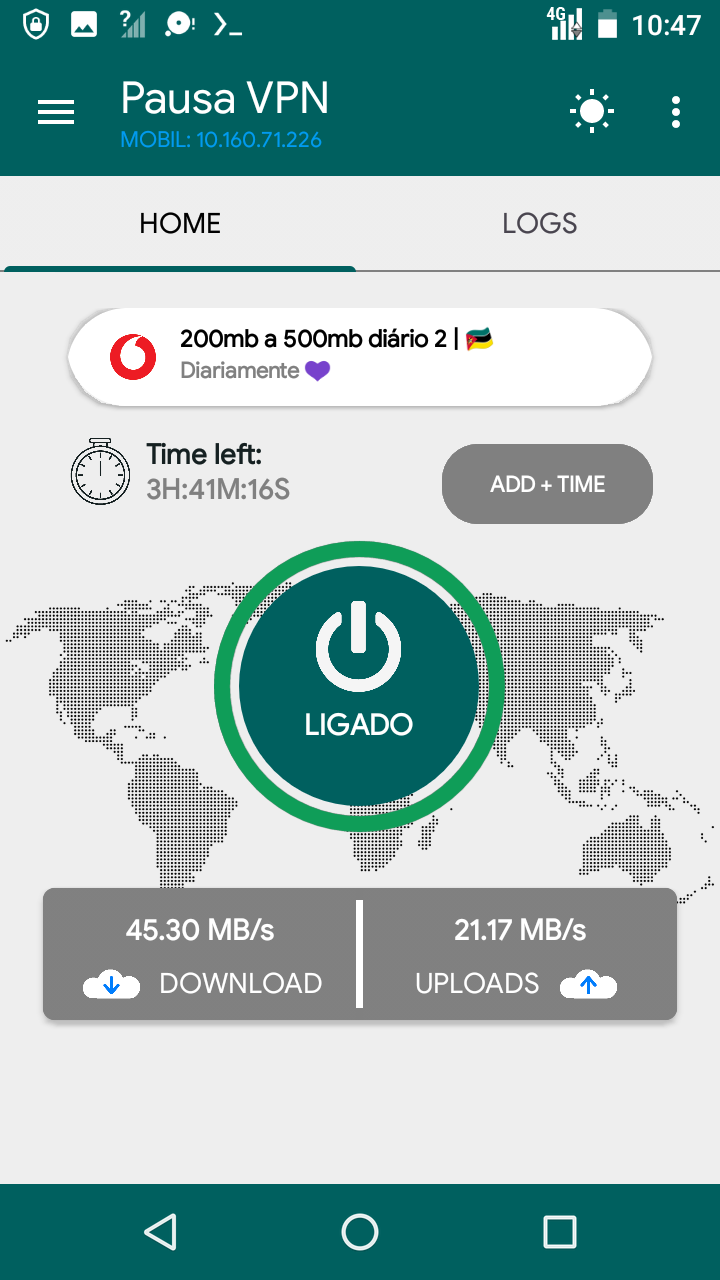 4G 10:47
Pausa VPN
MOBIL: 10.160.71.226
HOME LOGS
200mb a 500mb diário 2 | 🇲🇿
Diariamente 💜
Time left:
3H:41M:16S
ADD + TIME
LIGADO
45.30 MB/s 21.17 MB/s
DOWNLOAD UPLOADS